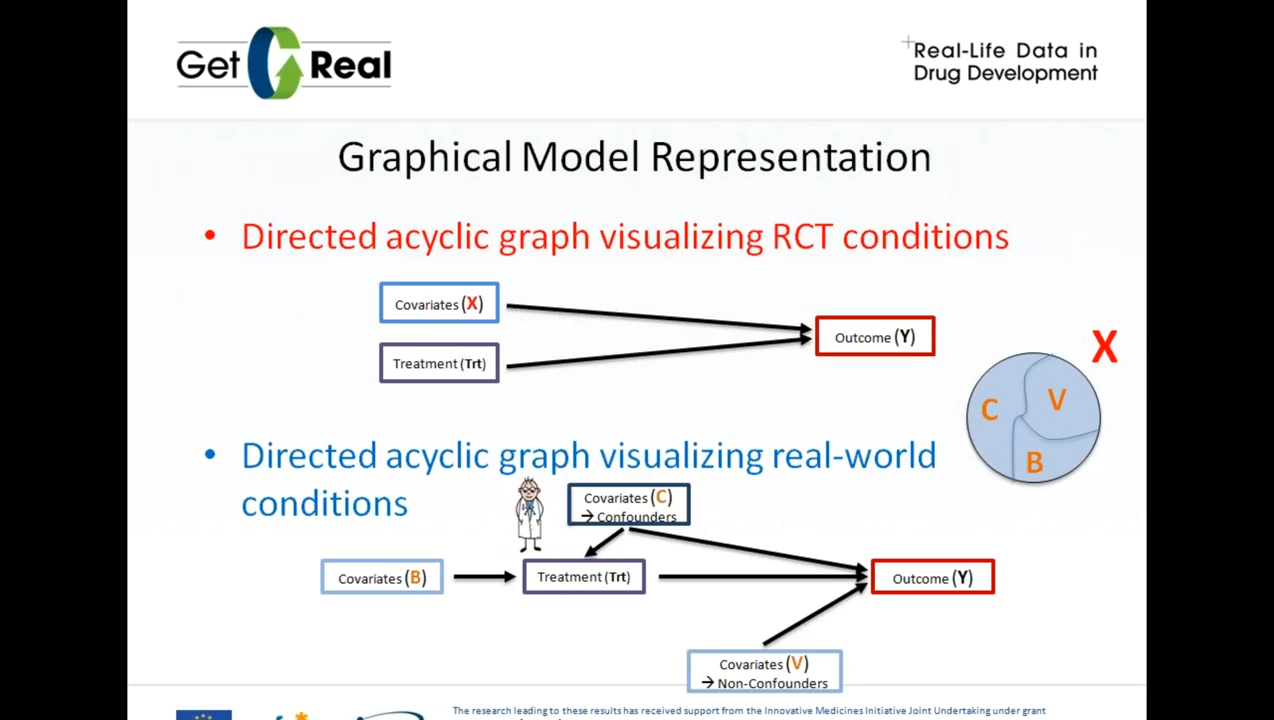 Get Real
Real-Life Data in
Drug Development
Graphical Model Representation
• Directed acyclic graph visualizing RCT conditions
Covariates (X)
Treatment (Trt)
Outcome (Y)
X
C
V
B
• Directed acyclic graph visualizing real-world
conditions
Covariates (C)
→ Confounders
Covariates (B)
Treatment (Trt)
Outcome (Y)
Covariates (V)
→ Non-Confounders
The research leading to these results has received support from the Innovative Medicines Initiative Joint Undertaking under grant